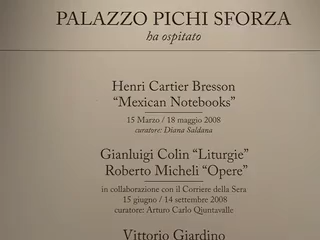 PALAZZO PICHI SFORZA
ha ospitato
Henri Cartier Bresson
“Mexican Notebooks”
15 Marzo / 18 maggio 2008
curatore: Diana Saldana
Gianluigi Colin “Liturgie”
Roberto Micheli “Opere”
in collaborazione con il Corriere della Sera
15 giugno / 14 settembre 2008
curatore: Arturo Carlo Quintavalle
Vittorio Giardino